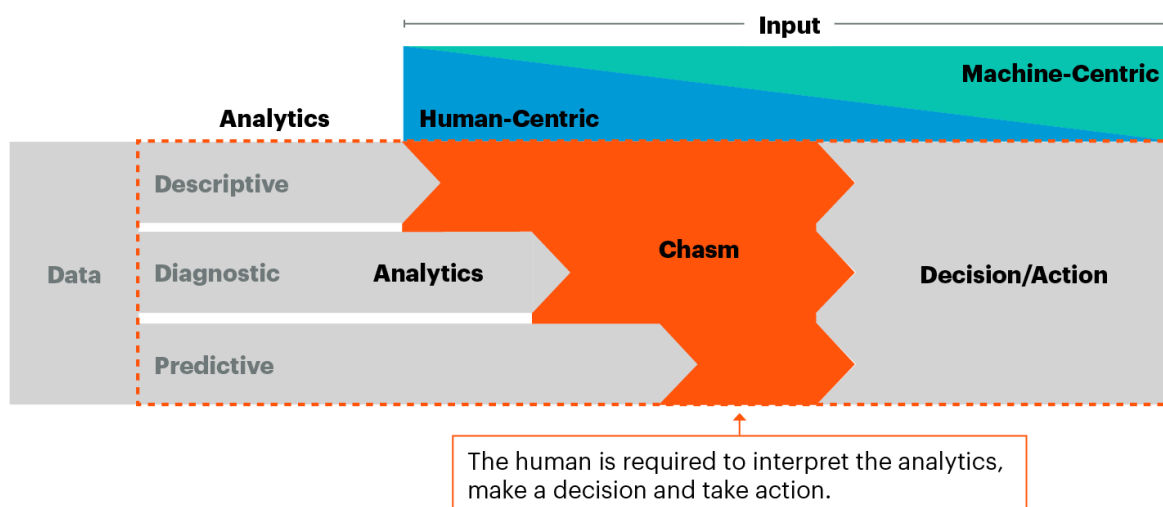 Input
Machine-Centric
Analytics
Human-Centric
Descriptive
Chasm
Data
Diagnostic
Analytics
Decision/Action
Predictive
The human is required to interpret the analytics,
make a decision and take action.